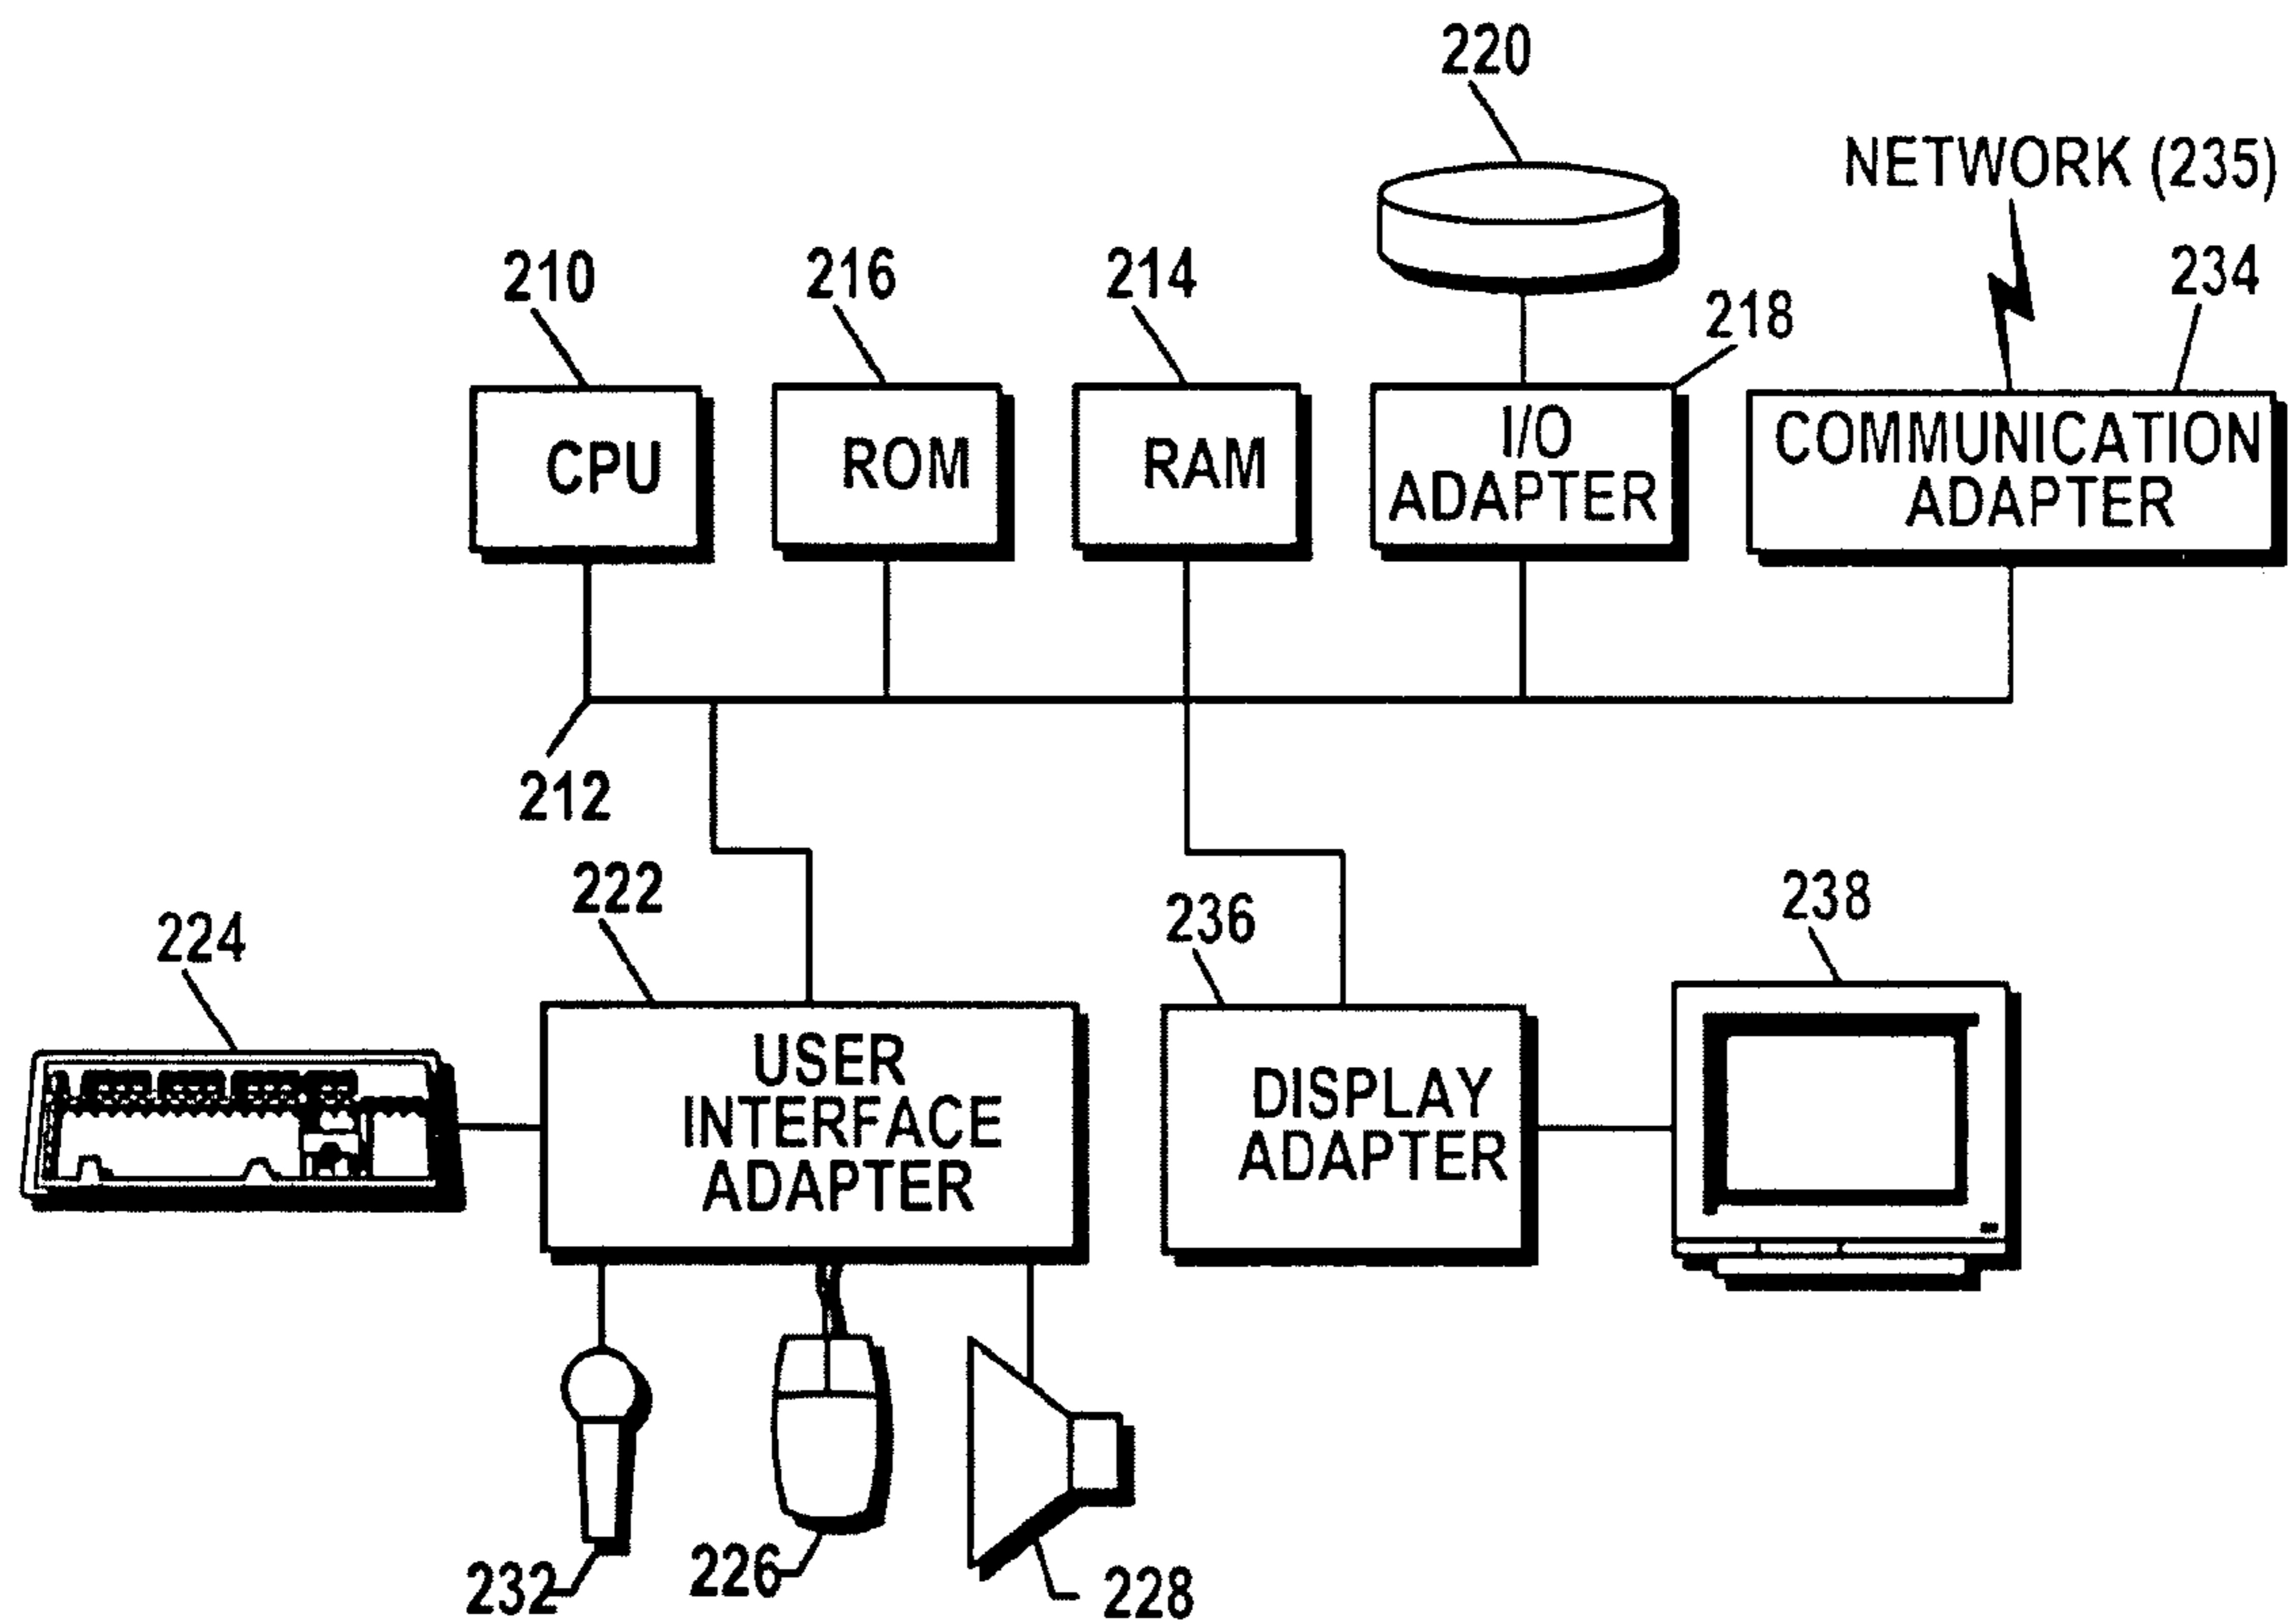 220
NETWORK (235)
210
216
214
218
234
CPU
ROM
RAM
I/O
ADAPTER
COMMUNICATION
ADAPTER
212
222
224
236
238
USER
INTERFACE
ADAPTER
DISPLAY
ADAPTER
232
226
228